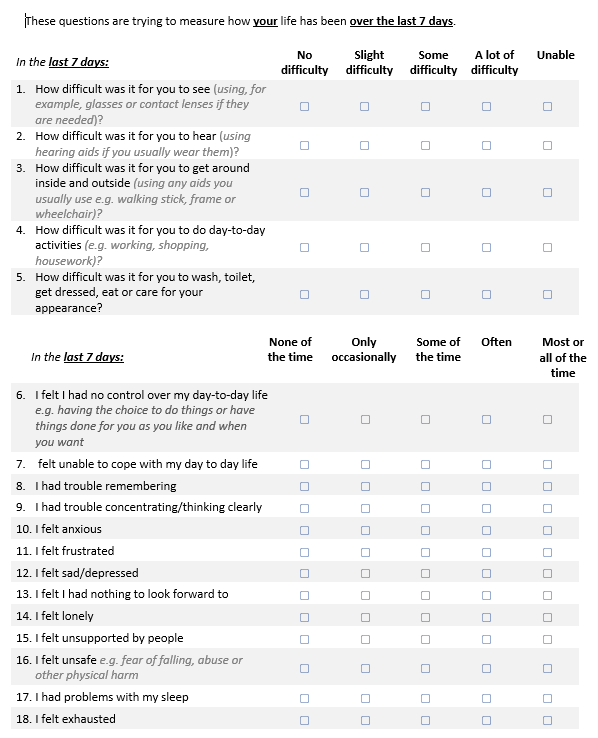 These questions are trying to measure how your life has been over the last 7 days.
In the last 7 days:
No difficulty
Slight difficulty
Some difficulty
A lot of difficulty
Unable
1. How difficult was it for you to see (using, for
example, glasses or contact lenses if they
are needed)?
2. How difficult was it for you to hear (using
hearing aids if you usually wear them)?
3. How difficult was it for you to get around
inside and outside (using any aids you
usually use e.g. walking stick, frame or
wheelchair)?
4. How difficult was it for you to do day-to-day
activities (e.g. working, shopping,
housework)?
5. How difficult was it for you to wash, toilet,
get dressed, eat or care for your
appearance?
In the last 7 days:
None of the time
Only occasionally
Some of the time
Often
Most or all of the time
6. I felt I had no control over my day-to-day life
e.g. having the choice to do things or have
things done for you as you like and when
you want
7. felt unable to cope with my day to day life
8. I had trouble remembering
9. I had trouble concentrating/thinking clearly
10. I felt anxious
11. I felt frustrated
12. I felt sad/depressed
13. I felt I had nothing to look forward to
14. I felt lonely
15. I felt unsupported by people
16. I felt unsafe e.g. fear of falling, abuse or
other physical harm
17. I had problems with my sleep
18. I felt exhausted